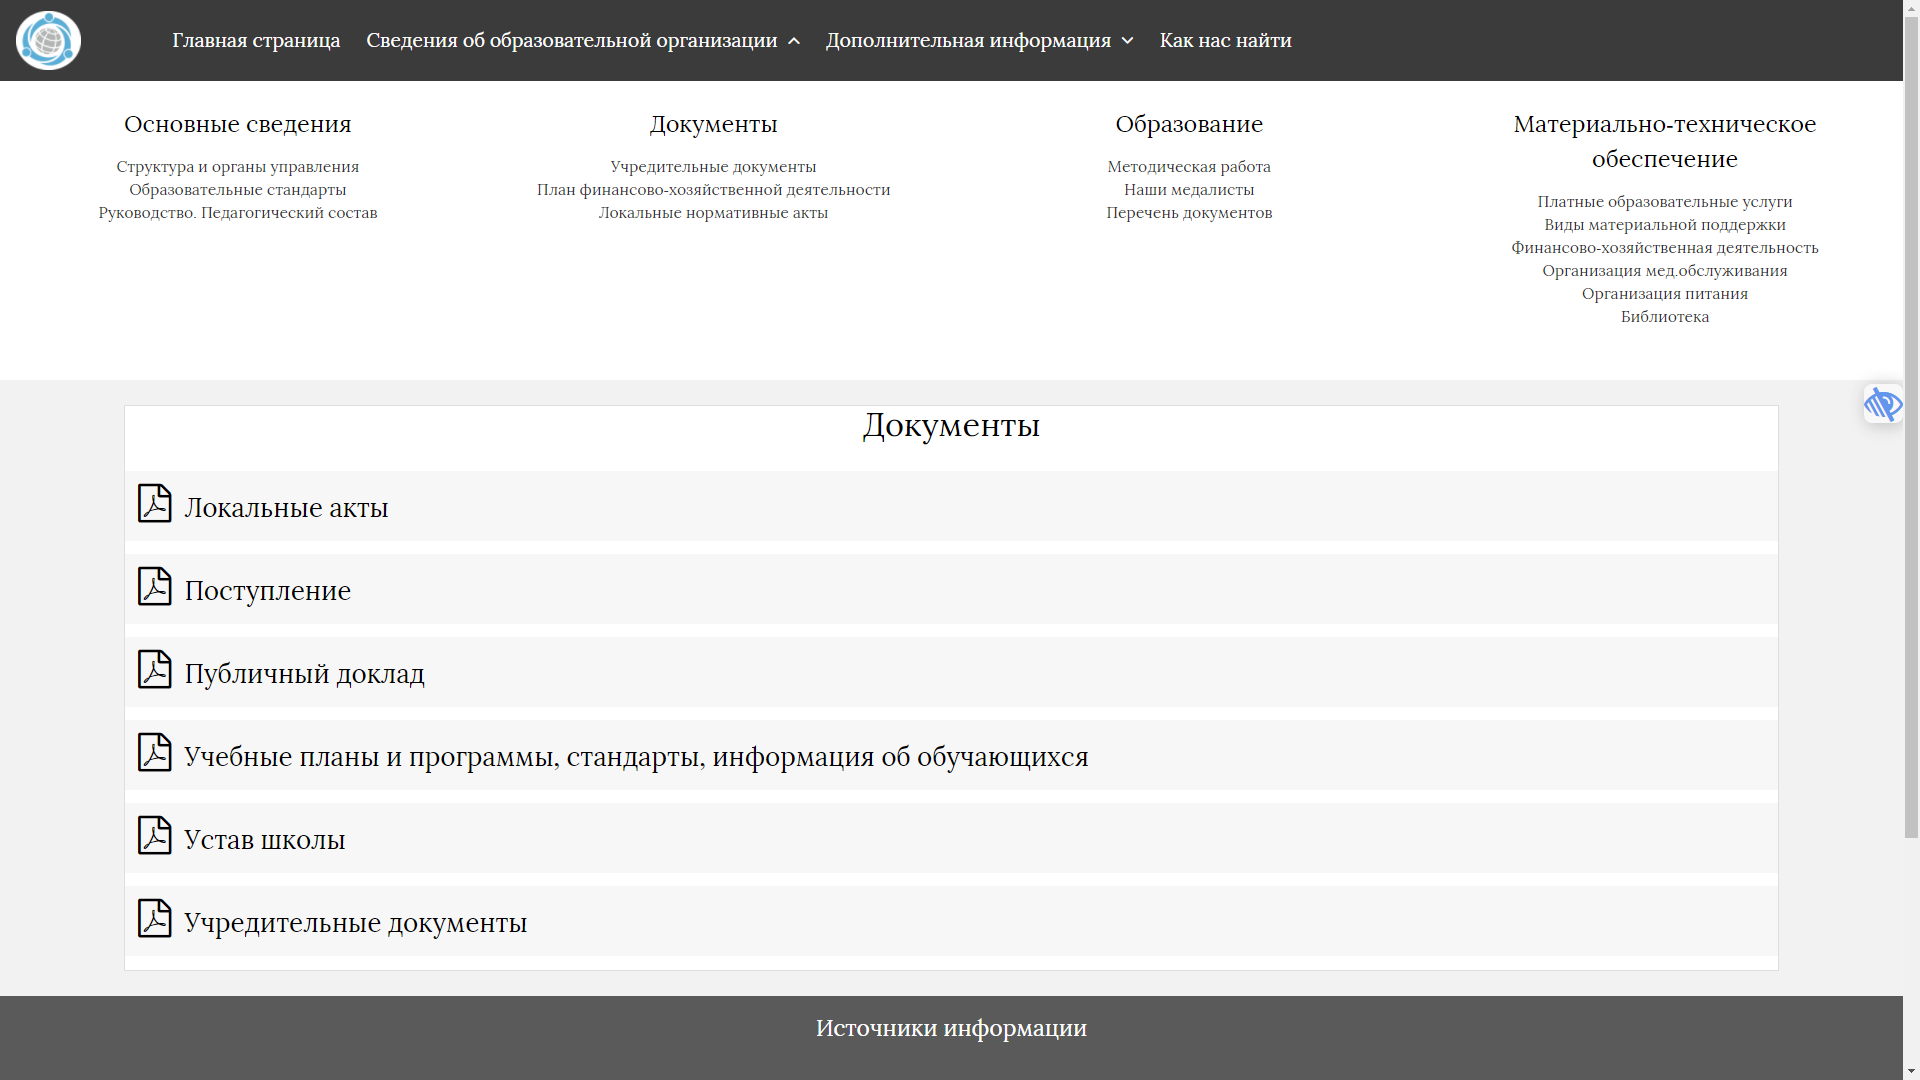 Главная страница Сведения об образовательной организации Дополнительная информация Как нас найти
Основные сведения
Структура и органы управления
Образовательные стандарты
Руководство. Педагогический состав
Документы
Учредительные документы
План финансово-хозяйственной деятельности
Локальные нормативные акты
Образование
Методическая работа
Наши медалисты
Перечень документов
Материально-техническое
обеспечение
Платные образовательные услуги
Виды материальной поддержки
Финансово-хозяйственная деятельность
Организация мед.обслуживания
Организация питания
Библиотека
Документы
Локальные акты
Поступление
Публичный доклад
Учебные планы и программы, стандарты, информация об обучающихся
Устав школы
Учредительные документы
Источники информации